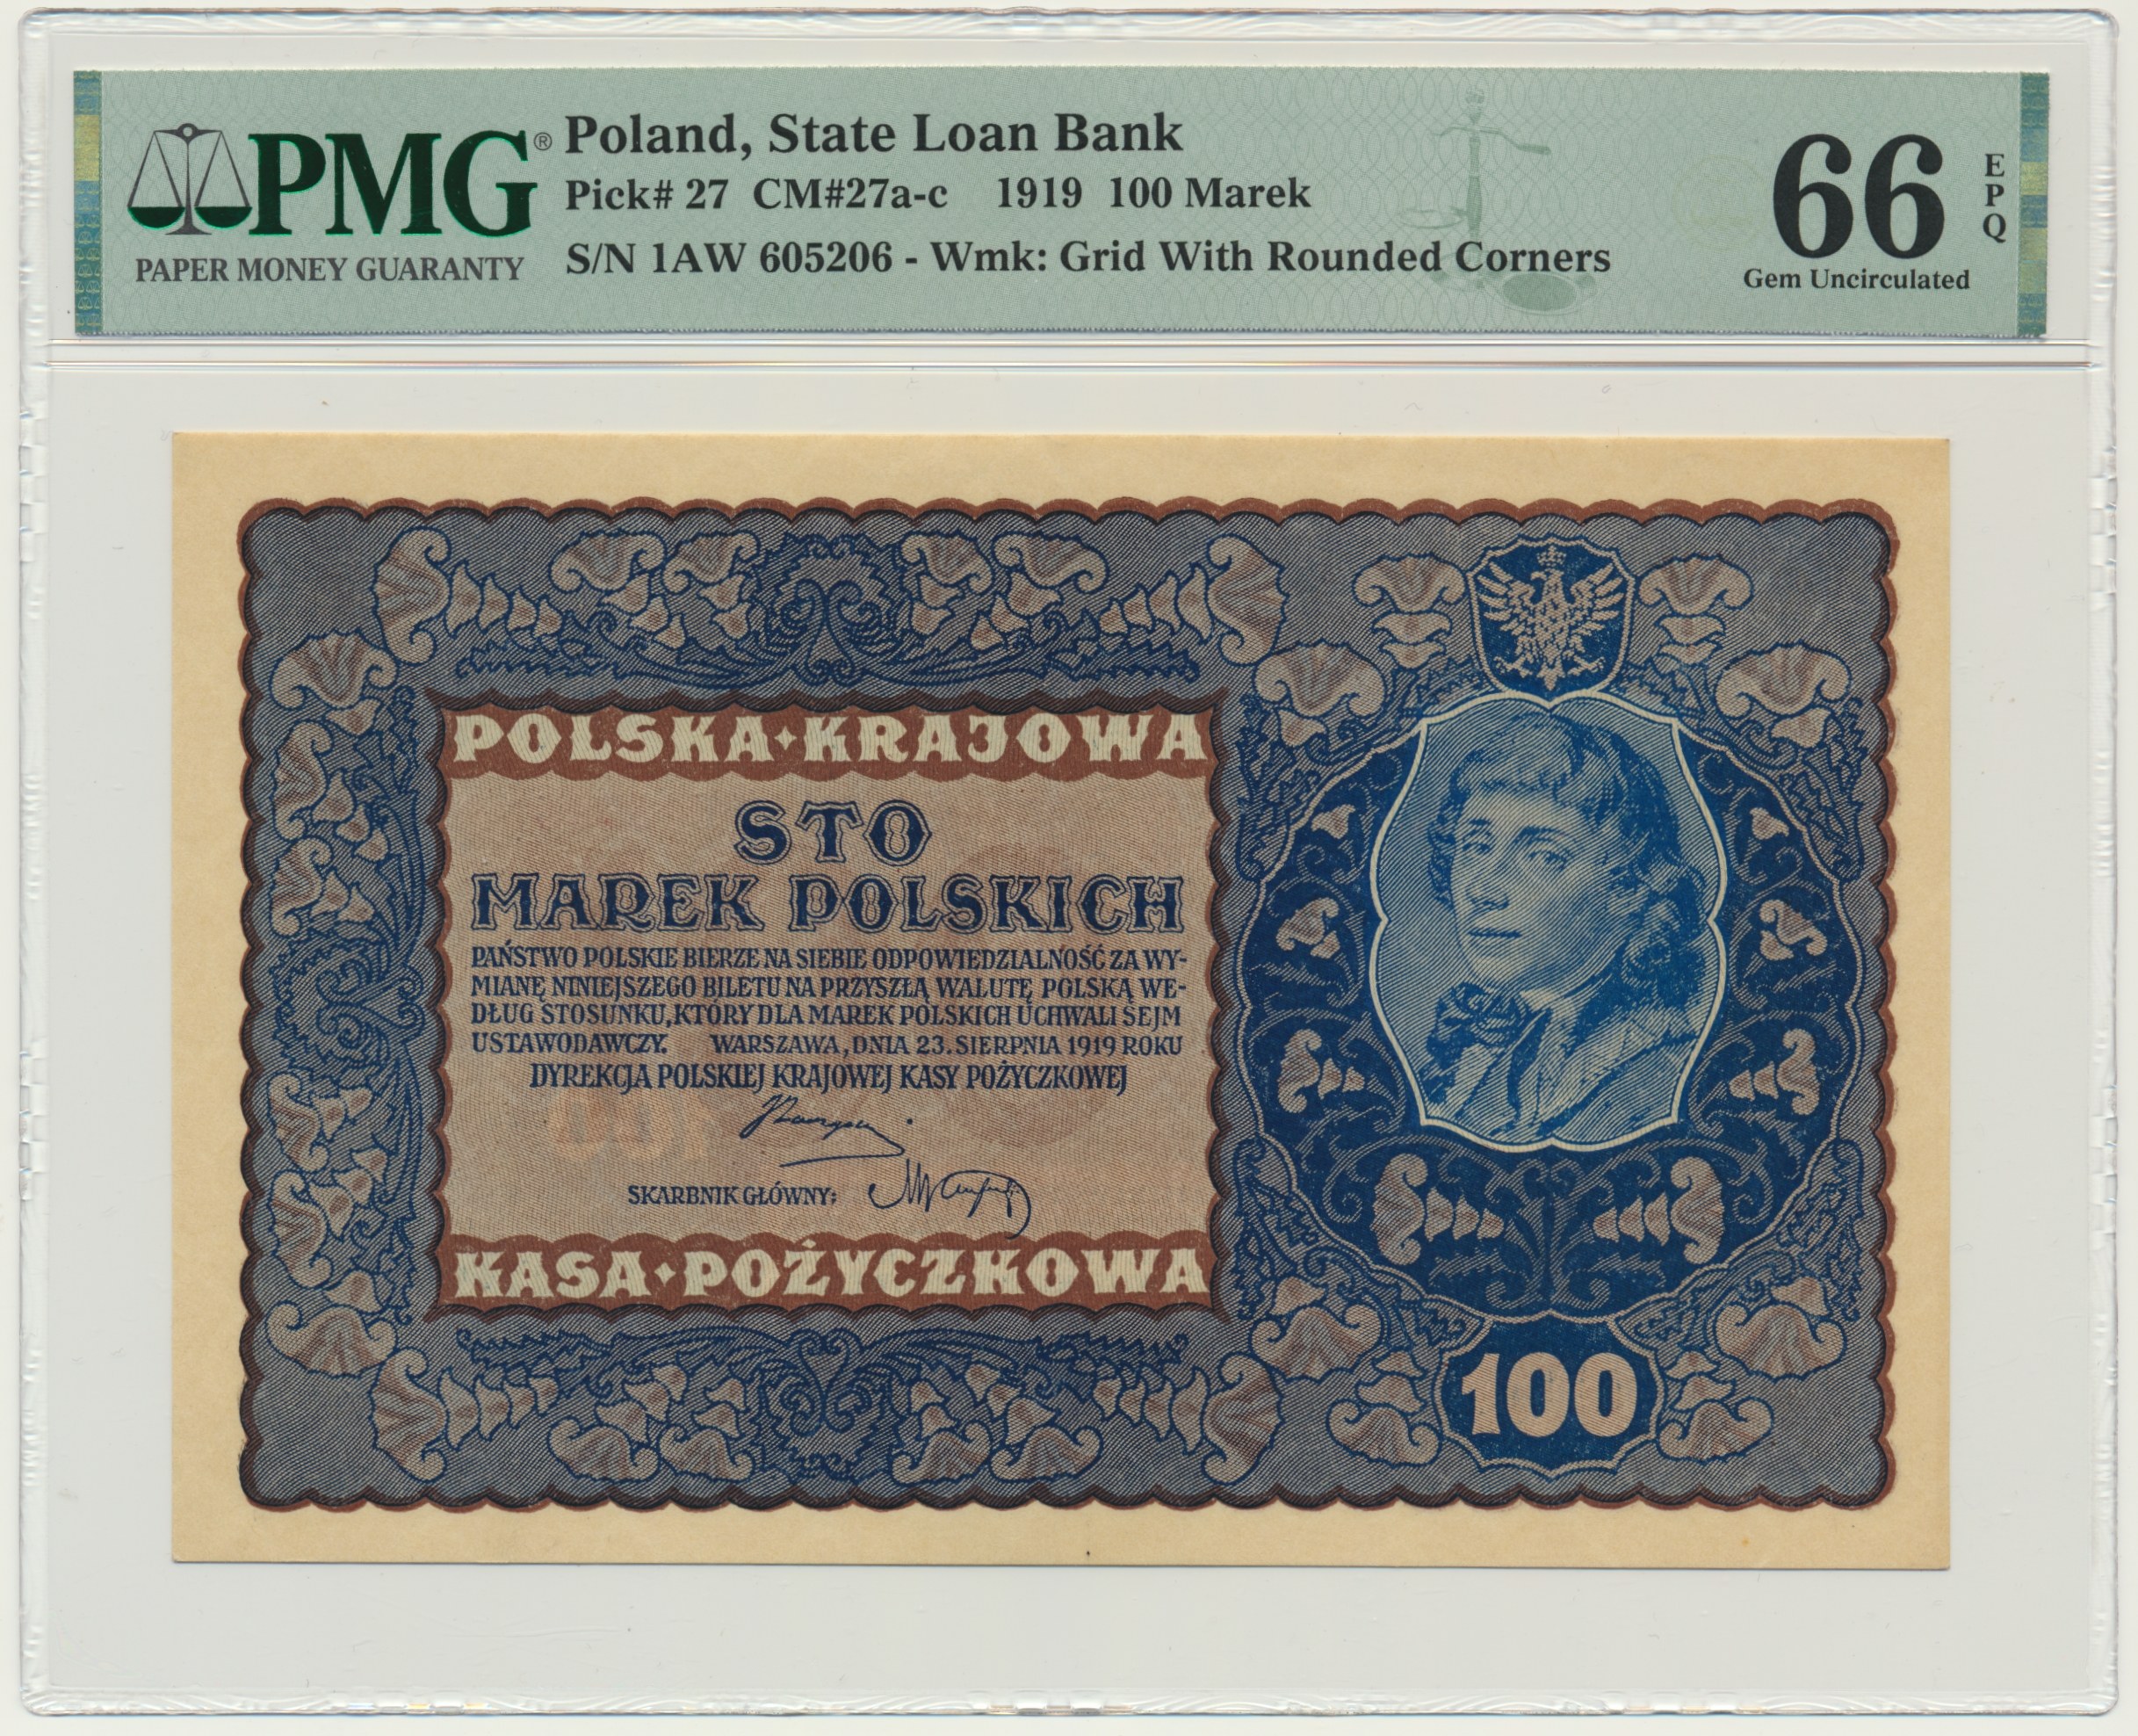 PMG®
PAPER MONEY GUARANTY
Poland, State Loan Bank
Pick# 27 CM#27a-c 1919 100 Marek
S/N 1AW 605206 - Wmk: Grid With Rounded Corners
66
EPQ
Gem Uncirculated
POLSKA KRAJOWA
STO
MAREK POLSKICH
PAŃSTWO POLSKIE BIERZE NA SIEBIE ODPOWIEDZIALNOŚĆ ZA WY-
MIANĘ NINIEJSZEGO BILETU NA PRZYSZŁĄ WALUTĘ POLSKĄ WE-
DŁUG STOSUNKU, KTÓRY DLA MAREK POLSKICH UCHWALI SEJM
USTAWODAWCZY. WARSZAWA, DNIA 23. SIERPNIA 1919 ROKU
DYREKCJA POLSKIEJ KRAJOWEJ KASY POŻYCZKOWEJ
SKARBNIK GŁÓWNY:
KASA POŻYCZKOWA
100